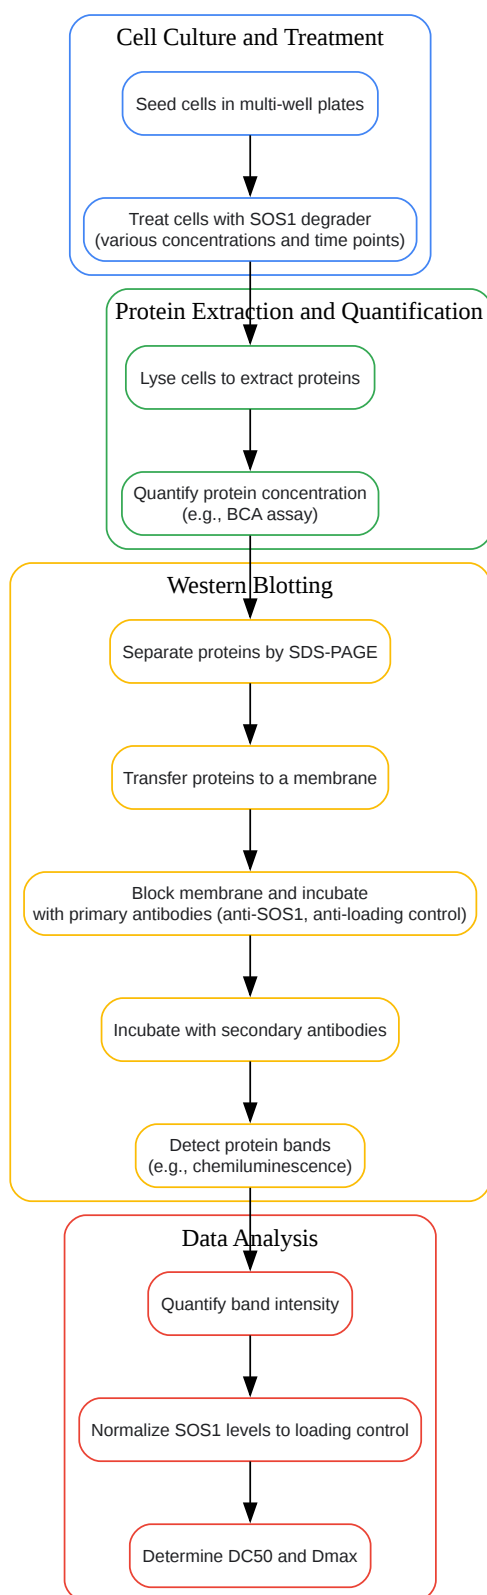 Cell Culture and Treatment
Seed cells in multi-well plates
Treat cells with SOS1 degrader
(various concentrations and time points)
Protein Extraction and Quantification
Lyse cells to extract proteins
Quantify protein concentration
(e.g., BCA assay)
Western Blotting
Separate proteins by SDS-PAGE
Transfer proteins to a membrane
Block membrane and incubate
with primary antibodies (anti-SOS1, anti-loading control)
Incubate with secondary antibodies
Detect protein bands
(e.g., chemiluminescence)
Data Analysis
Quantify band intensity
Normalize SOS1 levels to loading control
Determine DC50 and Dmax